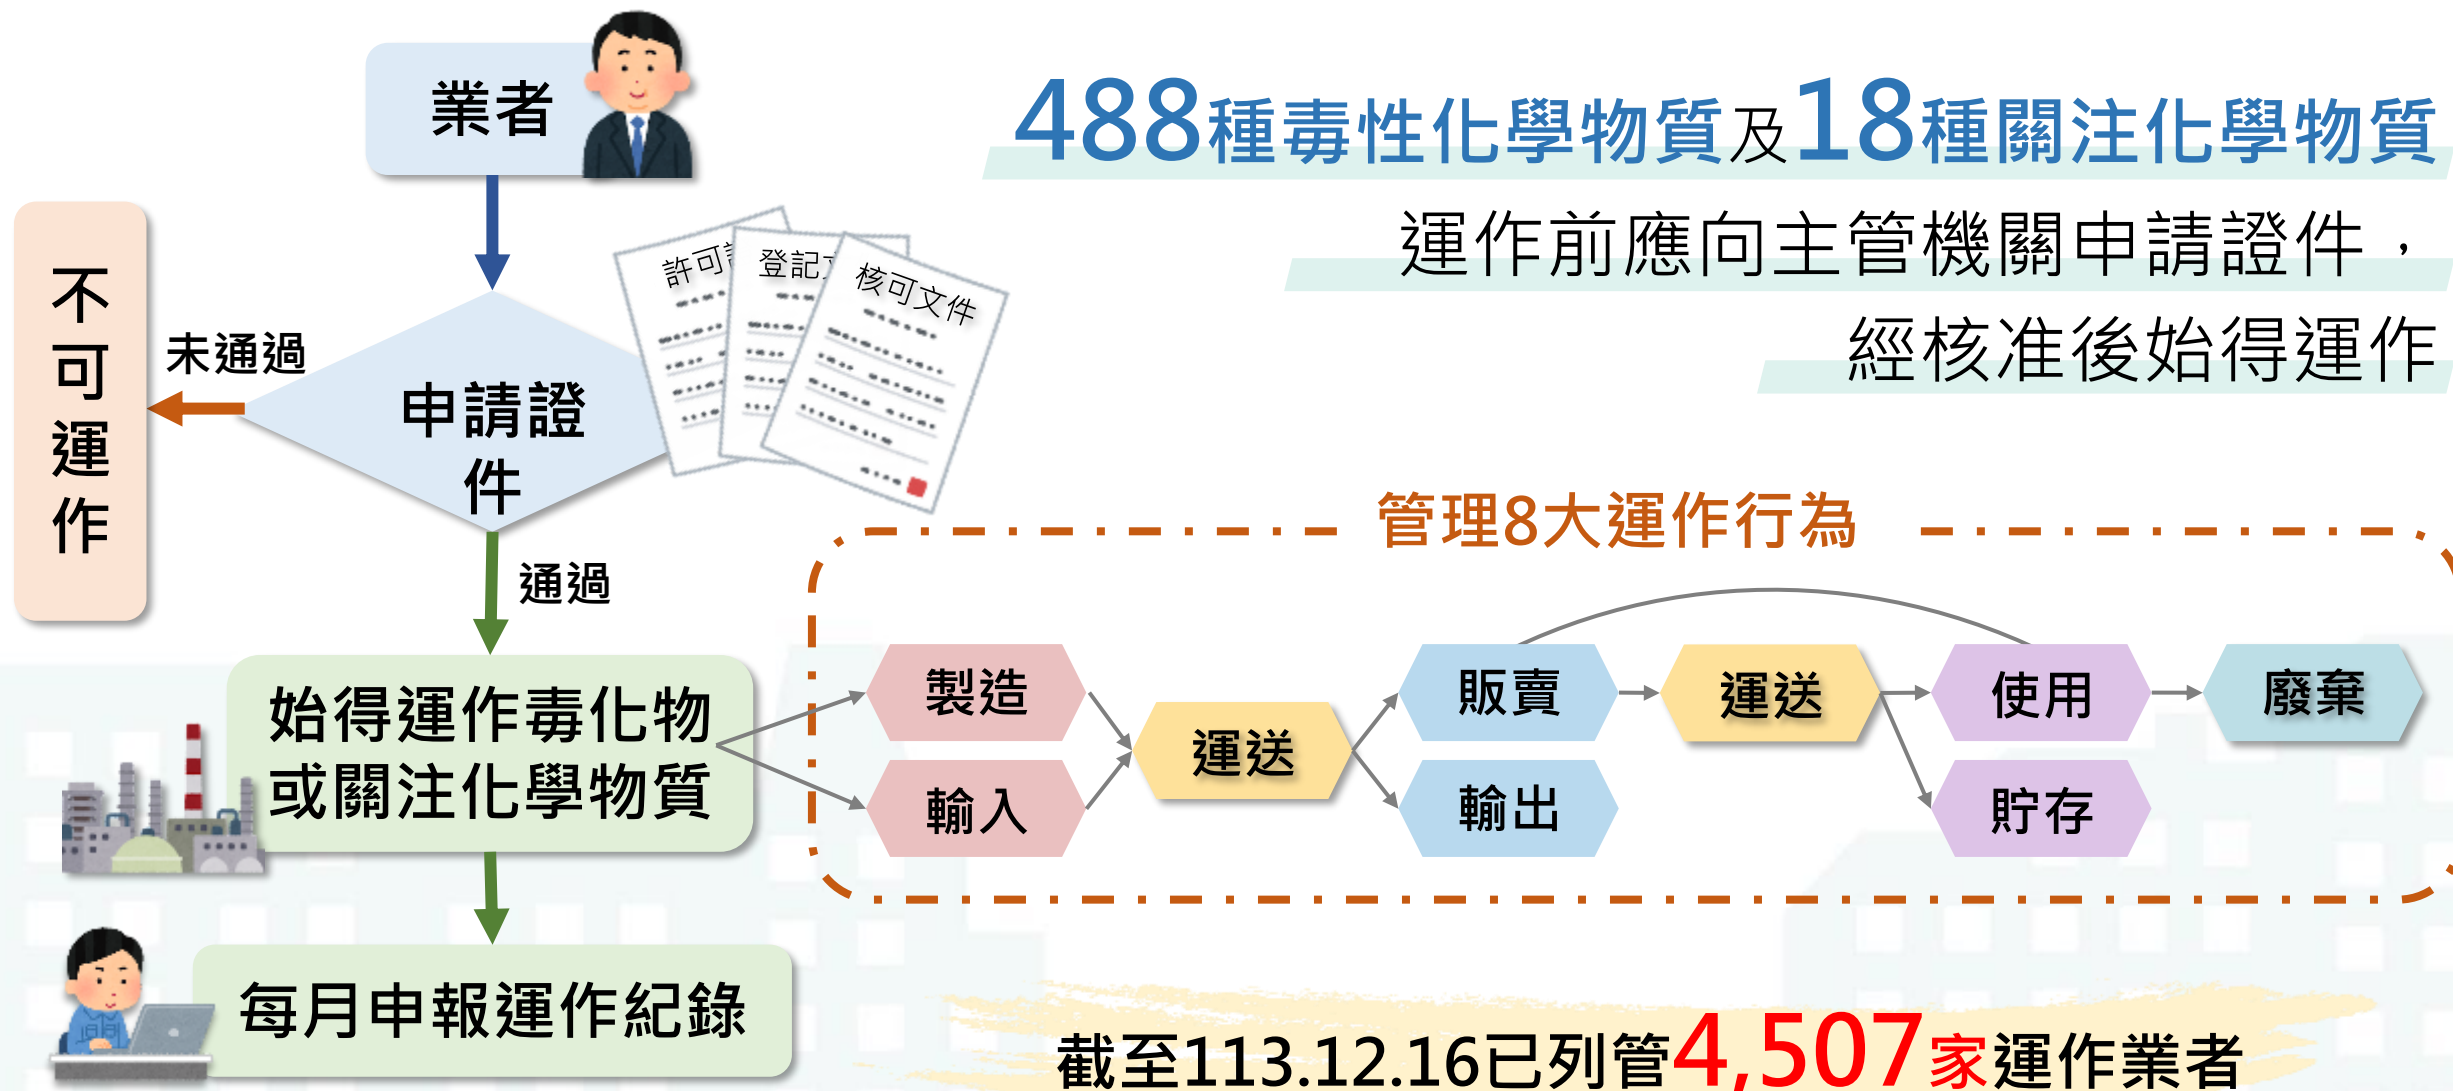 業者
488種毒性化學物質及18種關注化學物質
運作前應向主管機關申請證件，
經核准後始得運作
許可
登記
核可文件
不可運作
未通過
申請證
件
通過
管理8大運作行為
始得運作毒化物
或關注化學物質
製造
輸入
運送
販賣
輸出
運送
使用
貯存
廢棄
每月申報運作紀錄
截至113.12.16已列管4,507家運作業者